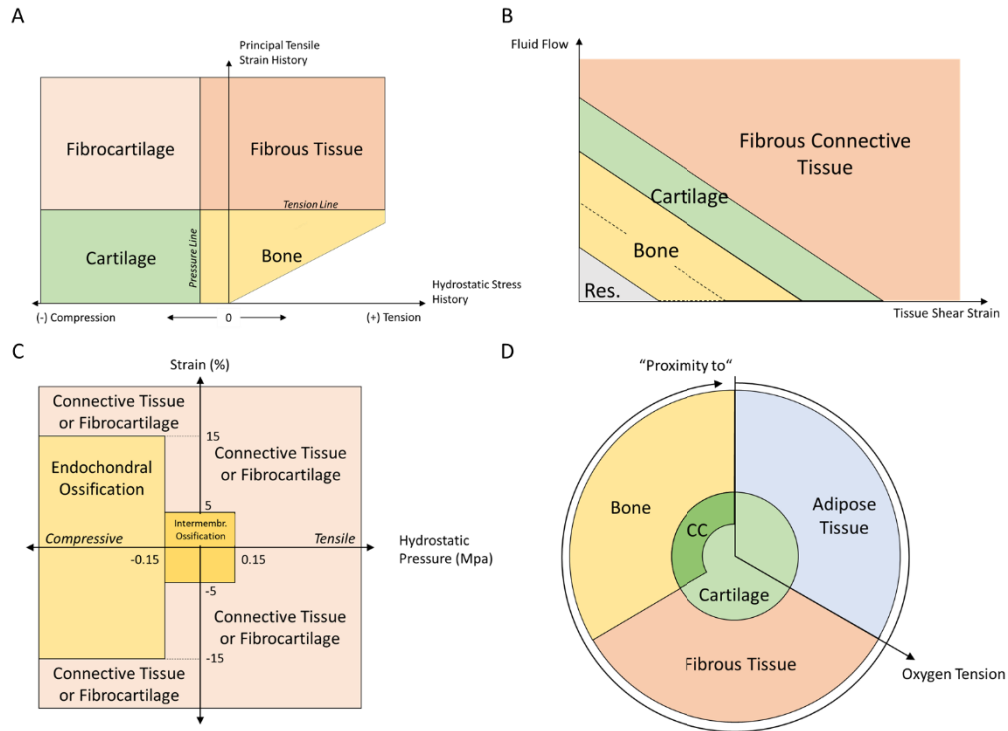 A
Principal Tensile
Strain History
Fibrocartilage
Fibrous Tissue
Tension Line
Pressure Line
Cartilage
Bone
Hydrostatic Stress
History
(-) Compression
0
(+) Tension
B
Fluid Flow
Fibrous Connective
Tissue
Cartilage
Bone
Res.
Tissue Shear Strain
C
Strain (%)
Connective Tissue
or Fibrocartilage
15
Connective Tissue
or Fibrocartilage
Endochondral
Ossification
5
Intermembr.
Ossification
Compressive
Tensile
Hydrostatic
Pressure (Mpa)
-0.15
0.15
-5
Connective Tissue
or Fibrocartilage
-15
Connective Tissue
or Fibrocartilage
D
“Proximity to“
Bone
Adipose
Tissue
CC
Cartilage
Fibrous Tissue
Oxygen Tension